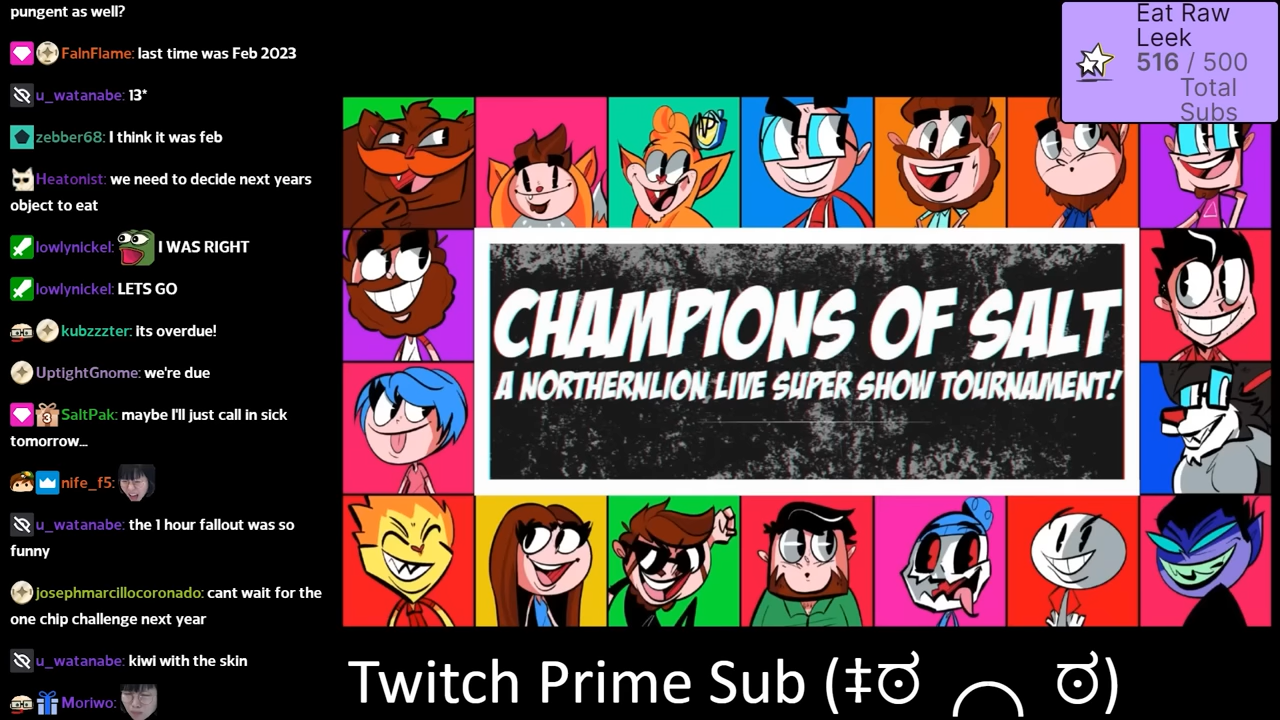 pungent as well?
FalnFlame: last time was Feb 2023
u_watanabe: 13*
zebber68: I think it was feb
Heatonist: we need to decide next years
object to eat
lowlynickel: I WAS RIGHT
lowlynickel: LETS GO
kubzzzter: its overdue!
UptightGnome: we're due
3 SaltPak: maybe I'll just call in sick
tomorrow...
nife_f5:
u_watanabe: the 1 hour fallout was so
funny
josephmarcillocoronado: cant wait for the
one chip challenge next year
u_watanabe: kiwi with the skin
Moriwo:
Eat Raw
Leek
516 / 500
Total
Subs
CHAMPIONS OF SALT
A NORTHERNLION LIVE SUPER SHOW TOURNAMENT!
Twitch Prime Sub (‡ಠ ⁔ ಠ)